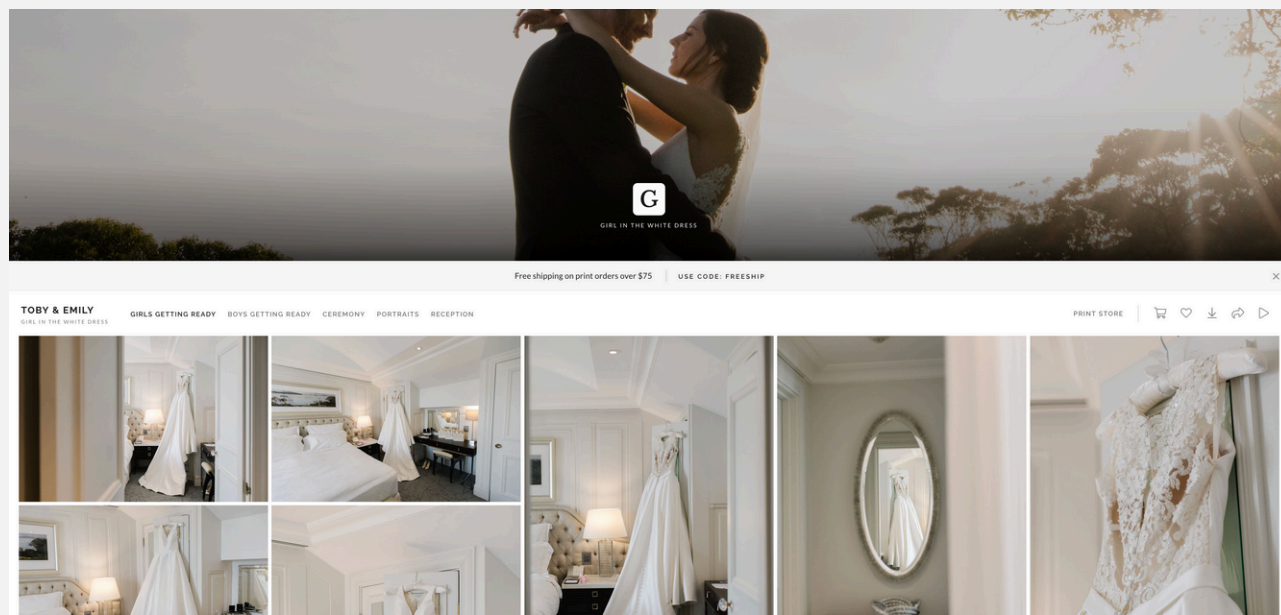 G
GIRL IN THE WHITE DRESS
Free shipping on print orders over $75
USE CODE: FREESHIP
TOBY & EMILY
GIRL IN THE WHITE DRESS
GIRLS GETTING READY
BOYS GETTING READY
CEREMONY
PORTRAITS
RECEPTION
PRINT STORE